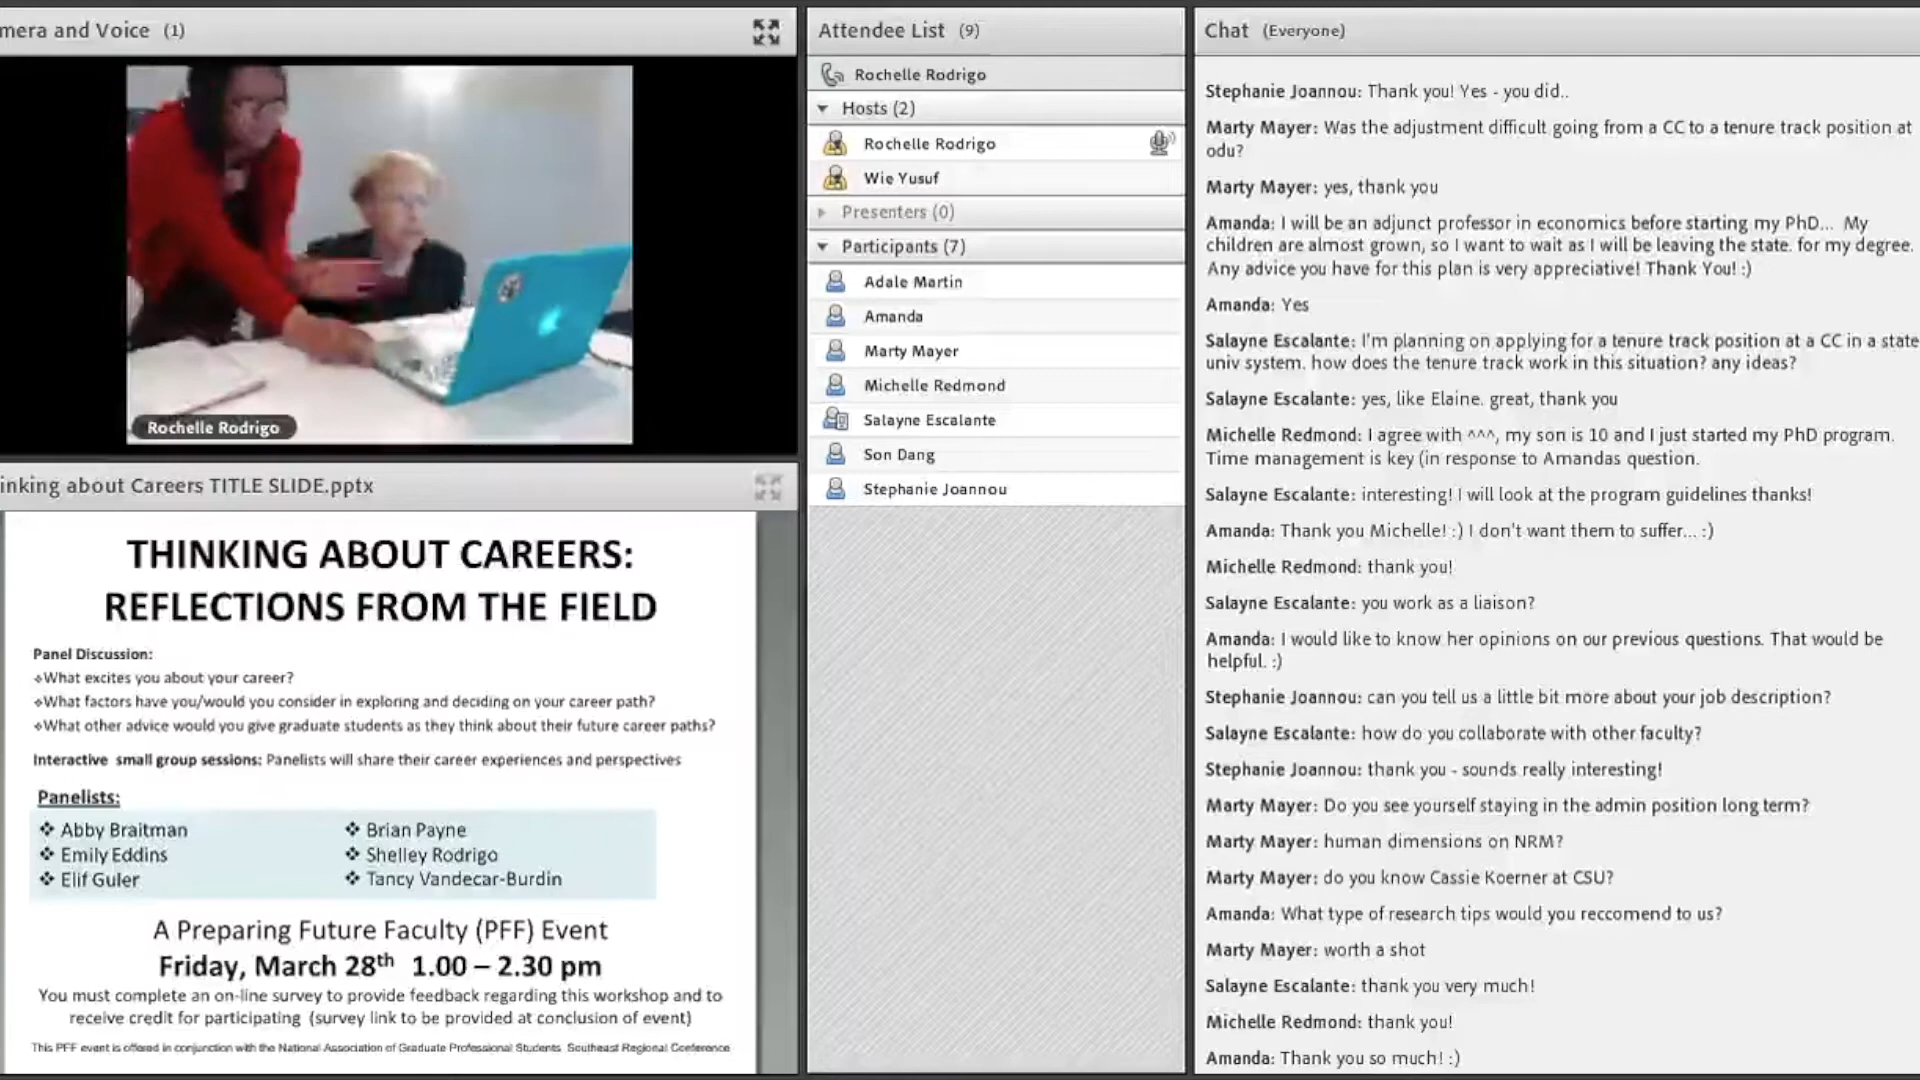 mera and Voice (1)
Rochelle Rodrigo
inking about Careers TITLE SLIDE.pptx
THINKING ABOUT CAREERS:
REFLECTIONS FROM THE FIELD
Panel Discussion:
❖What excites you about your career?
❖What factors have you/would you consider in exploring and deciding on your career path?
❖What other advice would you give graduate students as they think about their future career paths?
Interactive small group sessions: Panelists will share their career experiences and perspectives
Panelists:
❖ Abby Braitman
❖ Emily Eddins
❖ Elif Guler
❖ Brian Payne
❖ Shelley Rodrigo
❖ Tancy Vandecar-Burdin
A Preparing Future Faculty (PFF) Event
Friday, March 28th 1.00 – 2.30 pm
You must complete an on-line survey to provide feedback regarding this workshop and to
receive credit for participating (survey link to be provided at conclusion of event)
This PFF event is offered in conjunction with the National Association of Graduate Professional Students Southeast Regional Conference
Attendee List (9)
Rochelle Rodrigo
Hosts (2)
Rochelle Rodrigo
Wie Yusuf
Presenters (0)
Participants (7)
Adale Martin
Amanda
Marty Mayer
Michelle Redmond
Salayne Escalante
Son Dang
Stephanie Joannou
Chat (Everyone)
Stephanie Joannou: Thank you! Yes - you did..
Marty Mayer: Was the adjustment difficult going from a CC to a tenure track position at
odu?
Marty Mayer: yes, thank you
Amanda: I will be an adjunct professor in economics before starting my PhD... My
children are almost grown, so I want to wait as I will be leaving the state. for my degree.
Any advice you have for this plan is very appreciative! Thank You! :)
Amanda: Yes
Salayne Escalante: I'm planning on applying for a tenure track position at a CC in a state
univ system. how does the tenure track work in this situation? any ideas?
Salayne Escalante: yes, like Elaine. great, thank you
Michelle Redmond: I agree with ^^^, my son is 10 and I just started my PhD program.
Time management is key (in response to Amandas question.
Salayne Escalante: interesting! I will look at the program guidelines thanks!
Amanda: Thank you Michelle! :) I don't want them to suffer... :)
Michelle Redmond: thank you!
Salayne Escalante: you work as a liaison?
Amanda: I would like to know her opinions on our previous questions. That would be
helpful. :)
Stephanie Joannou: can you tell us a little bit more about your job description?
Salayne Escalante: how do you collaborate with other faculty?
Stephanie Joannou: thank you - sounds really interesting!
Marty Mayer: Do you see yourself staying in the admin position long term?
Marty Mayer: human dimensions on NRM?
Marty Mayer: do you know Cassie Koerner at CSU?
Amanda: What type of research tips would you reccomend to us?
Marty Mayer: worth a shot
Salayne Escalante: thank you very much!
Michelle Redmond: thank you!
Amanda: Thank you so much! :)